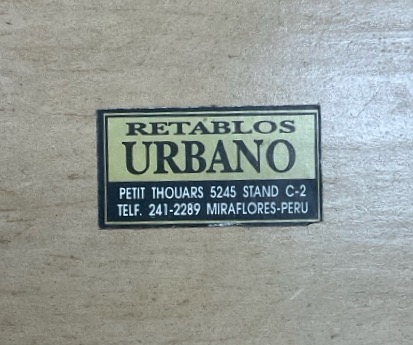 RETABLOS
URBANO
PETIT THOUARS 5245 STAND C-2
TELF. 241-2289 MIRAFLORES-PERU